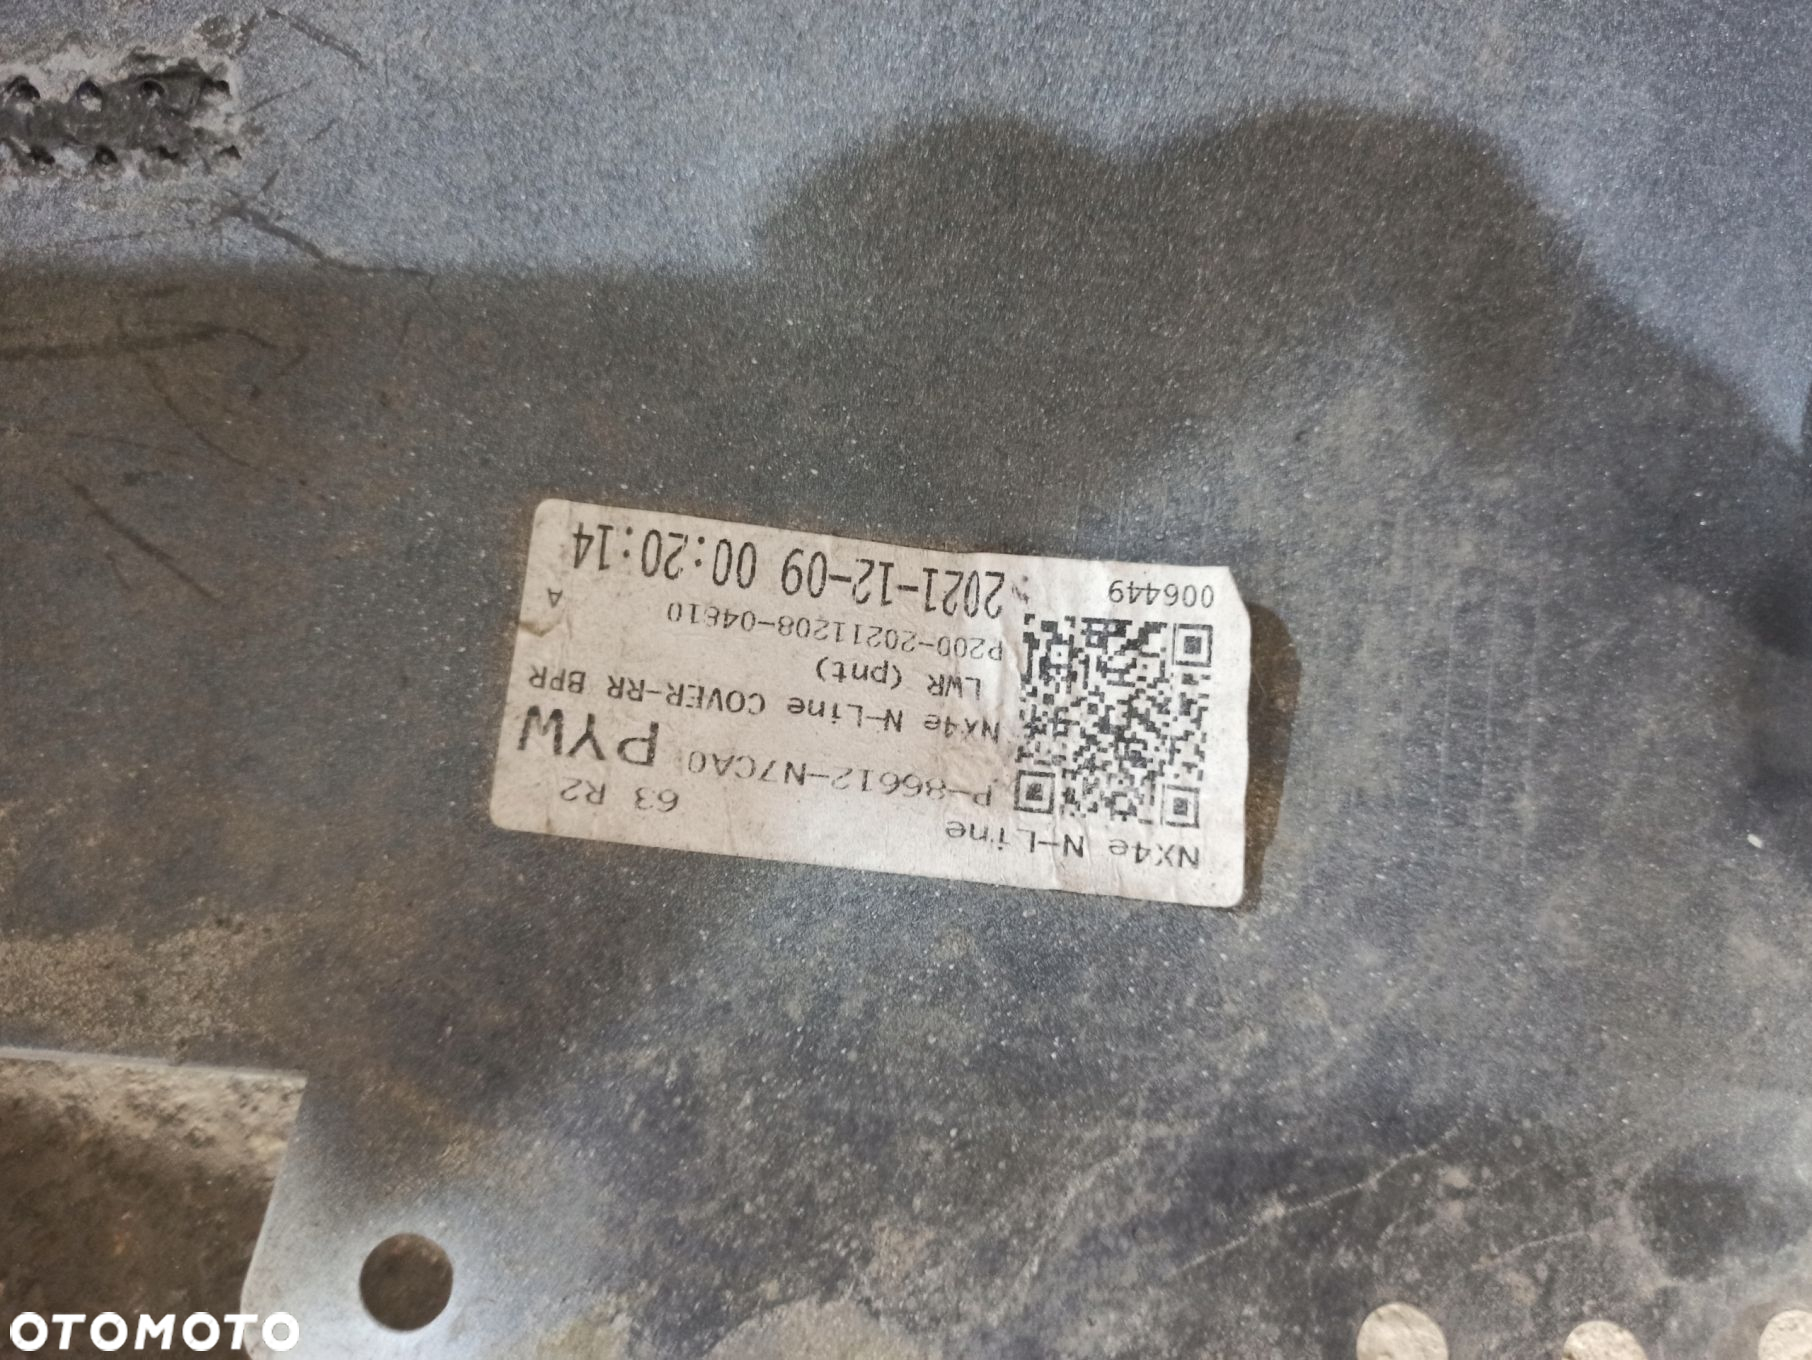 NX4e N-Line
63 R2
P-86612-N7CA0 PYW
NX4e N-Line COVER-RR BPR
LWR (pnt)
P200-20211208-04810
A
2021-12-09 00:20:14
006449
OTOMOTO